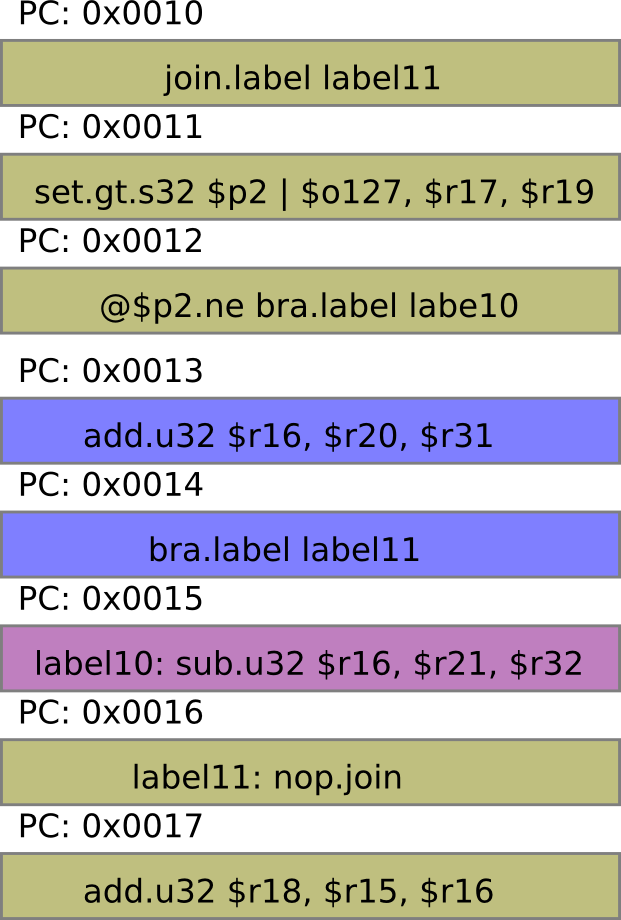 PC: 0x0010
join.label label11
PC: 0x0011
set.gt.s32 $p2 | $o127, $r17, $r19
PC: 0x0012
@$p2.ne bra.label labe10
PC: 0x0013
add.u32 $r16, $r20, $r31
PC: 0x0014
bra.label label11
PC: 0x0015
label10: sub.u32 $r16, $r21, $r32
PC: 0x0016
label11: nop.join
PC: 0x0017
add.u32 $r18, $r15, $r16